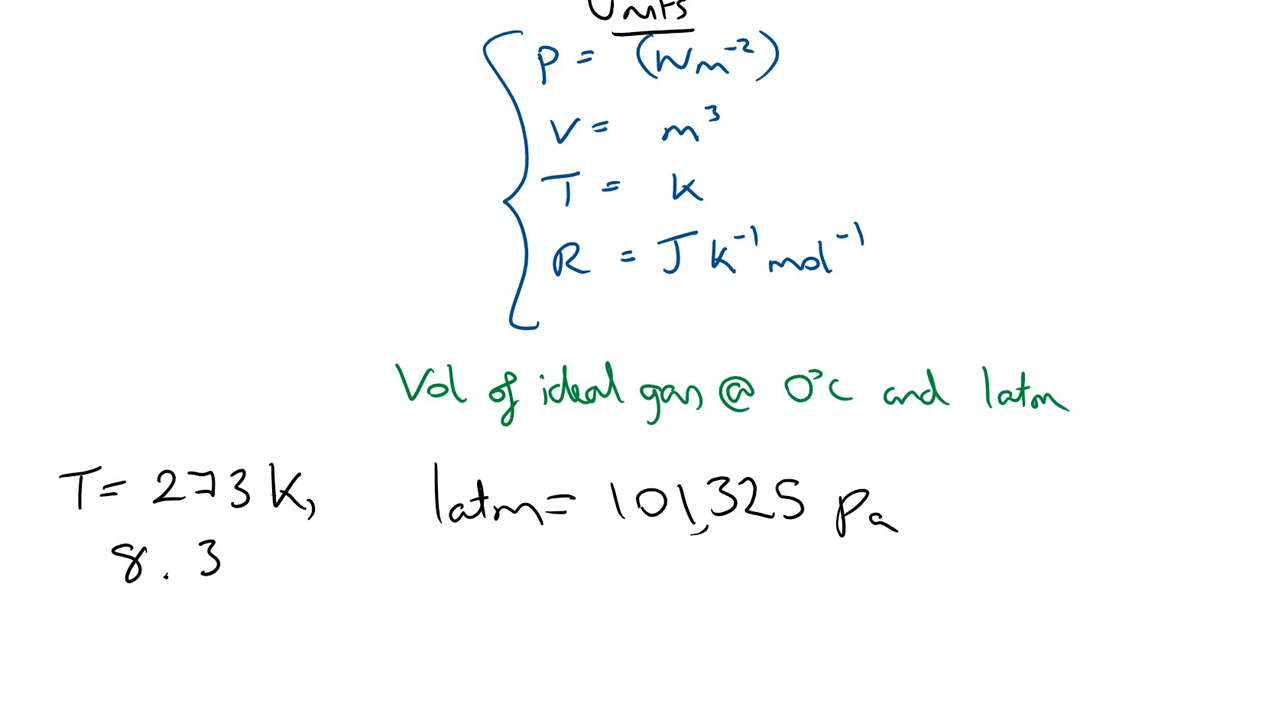 Units
P = (Nm⁻²)
V = m³
T = K
R = J K⁻¹ mol⁻¹
Vol of ideal gas @ 0°C and 1atm
T = 273 K, 1atm = 101,325 Pa
8.3